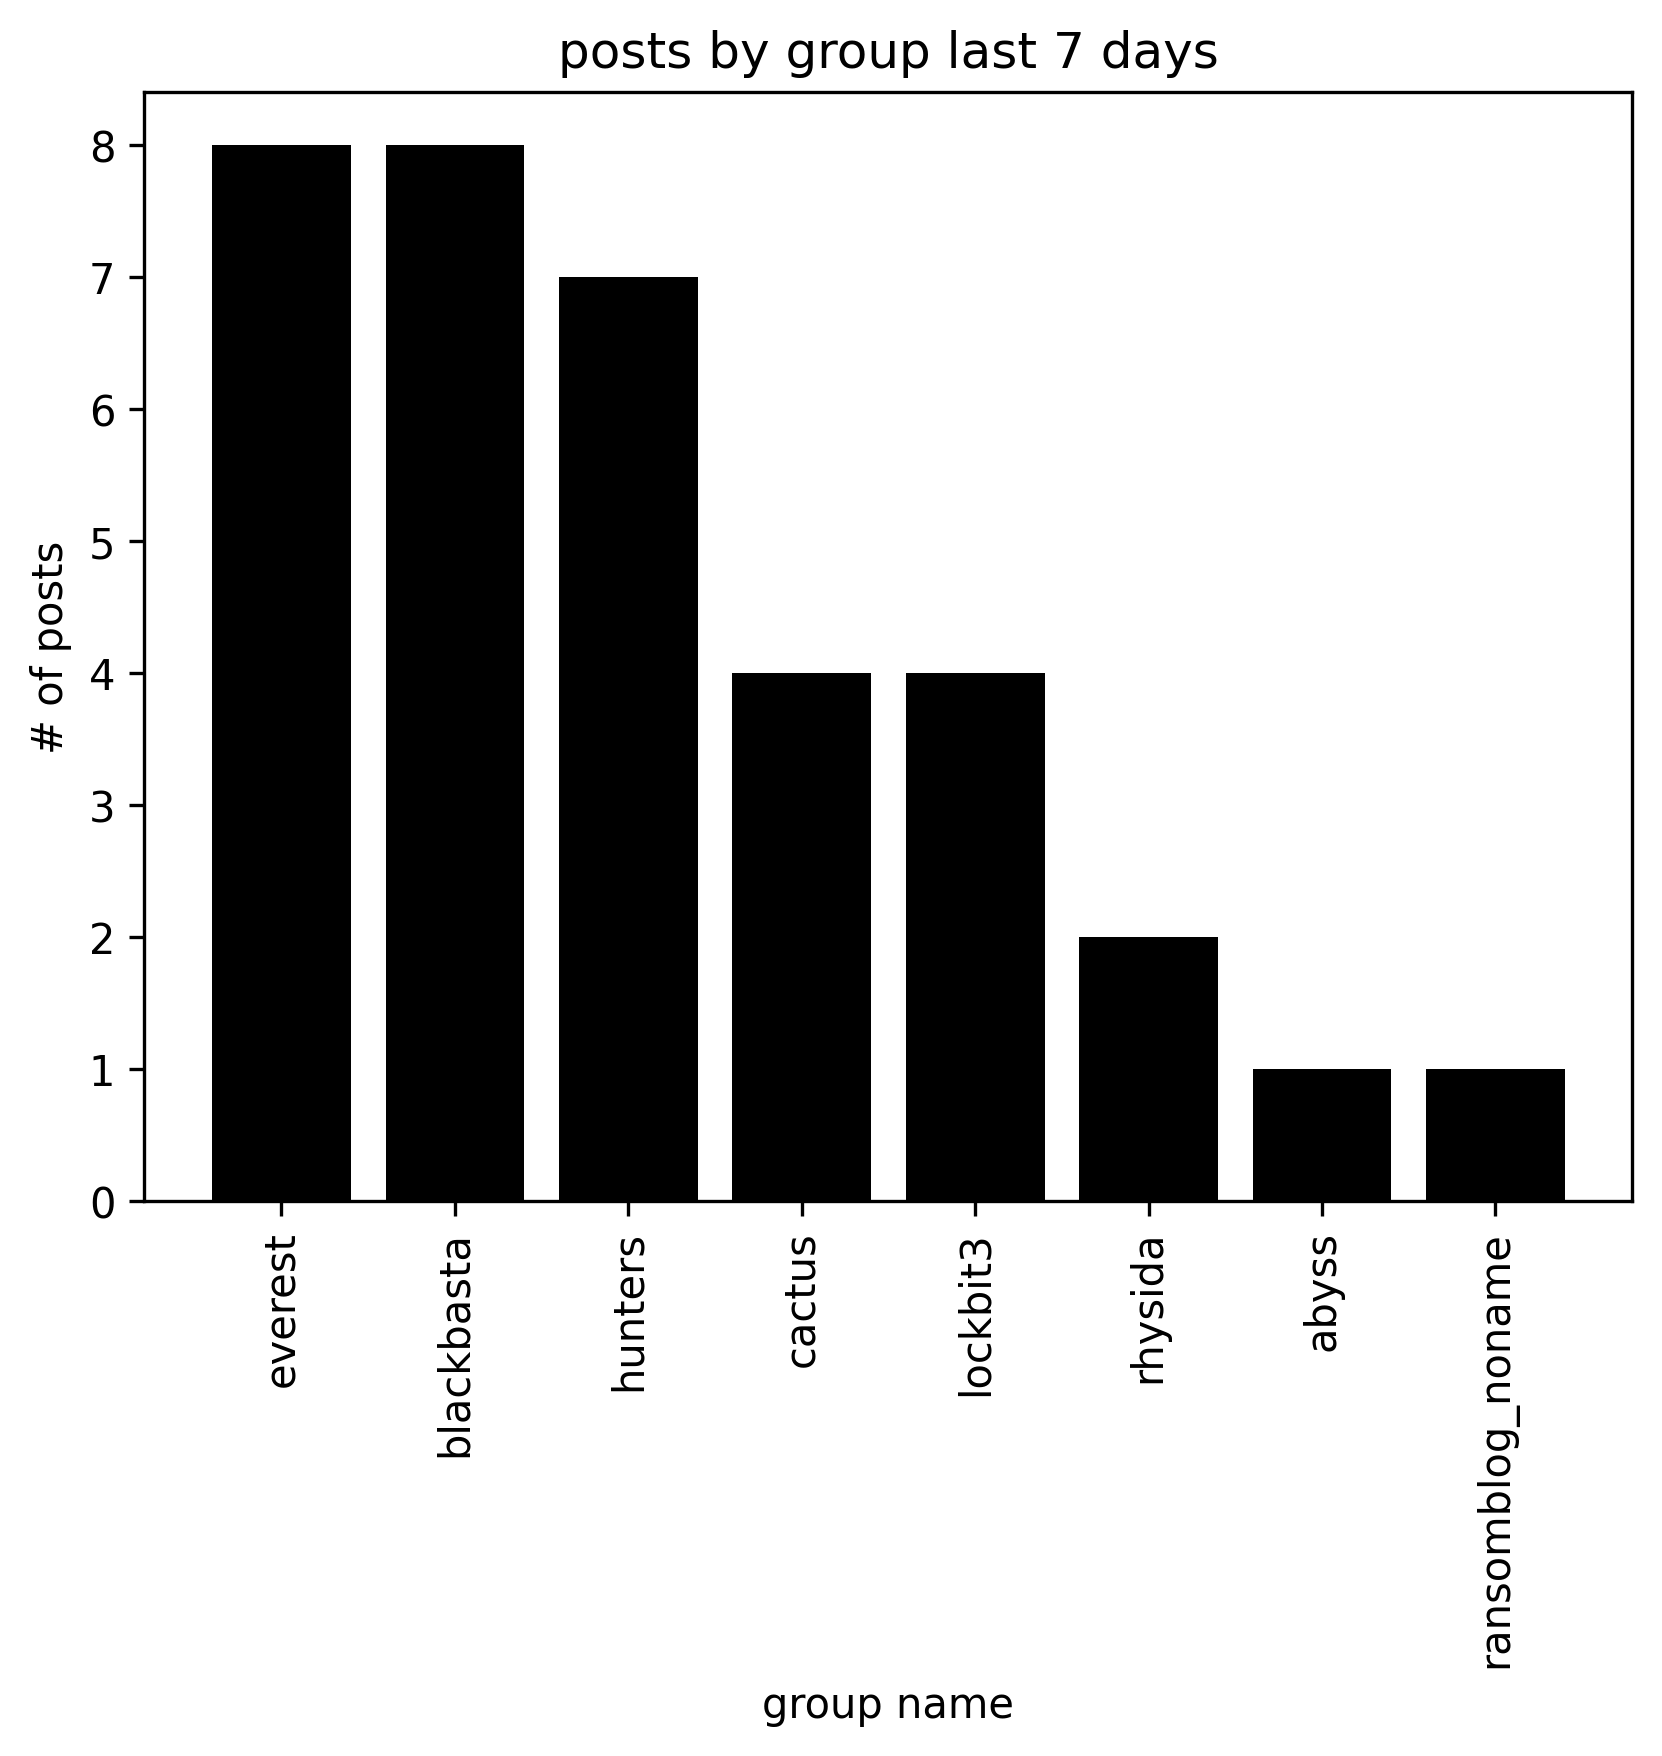 posts by group last 7 days
# of posts
8
7
6
5
4
3
2
1
0
everest
blackbasta
hunters
cactus
lockbit3
rhysida
abyss
ransomblog_noname
group name